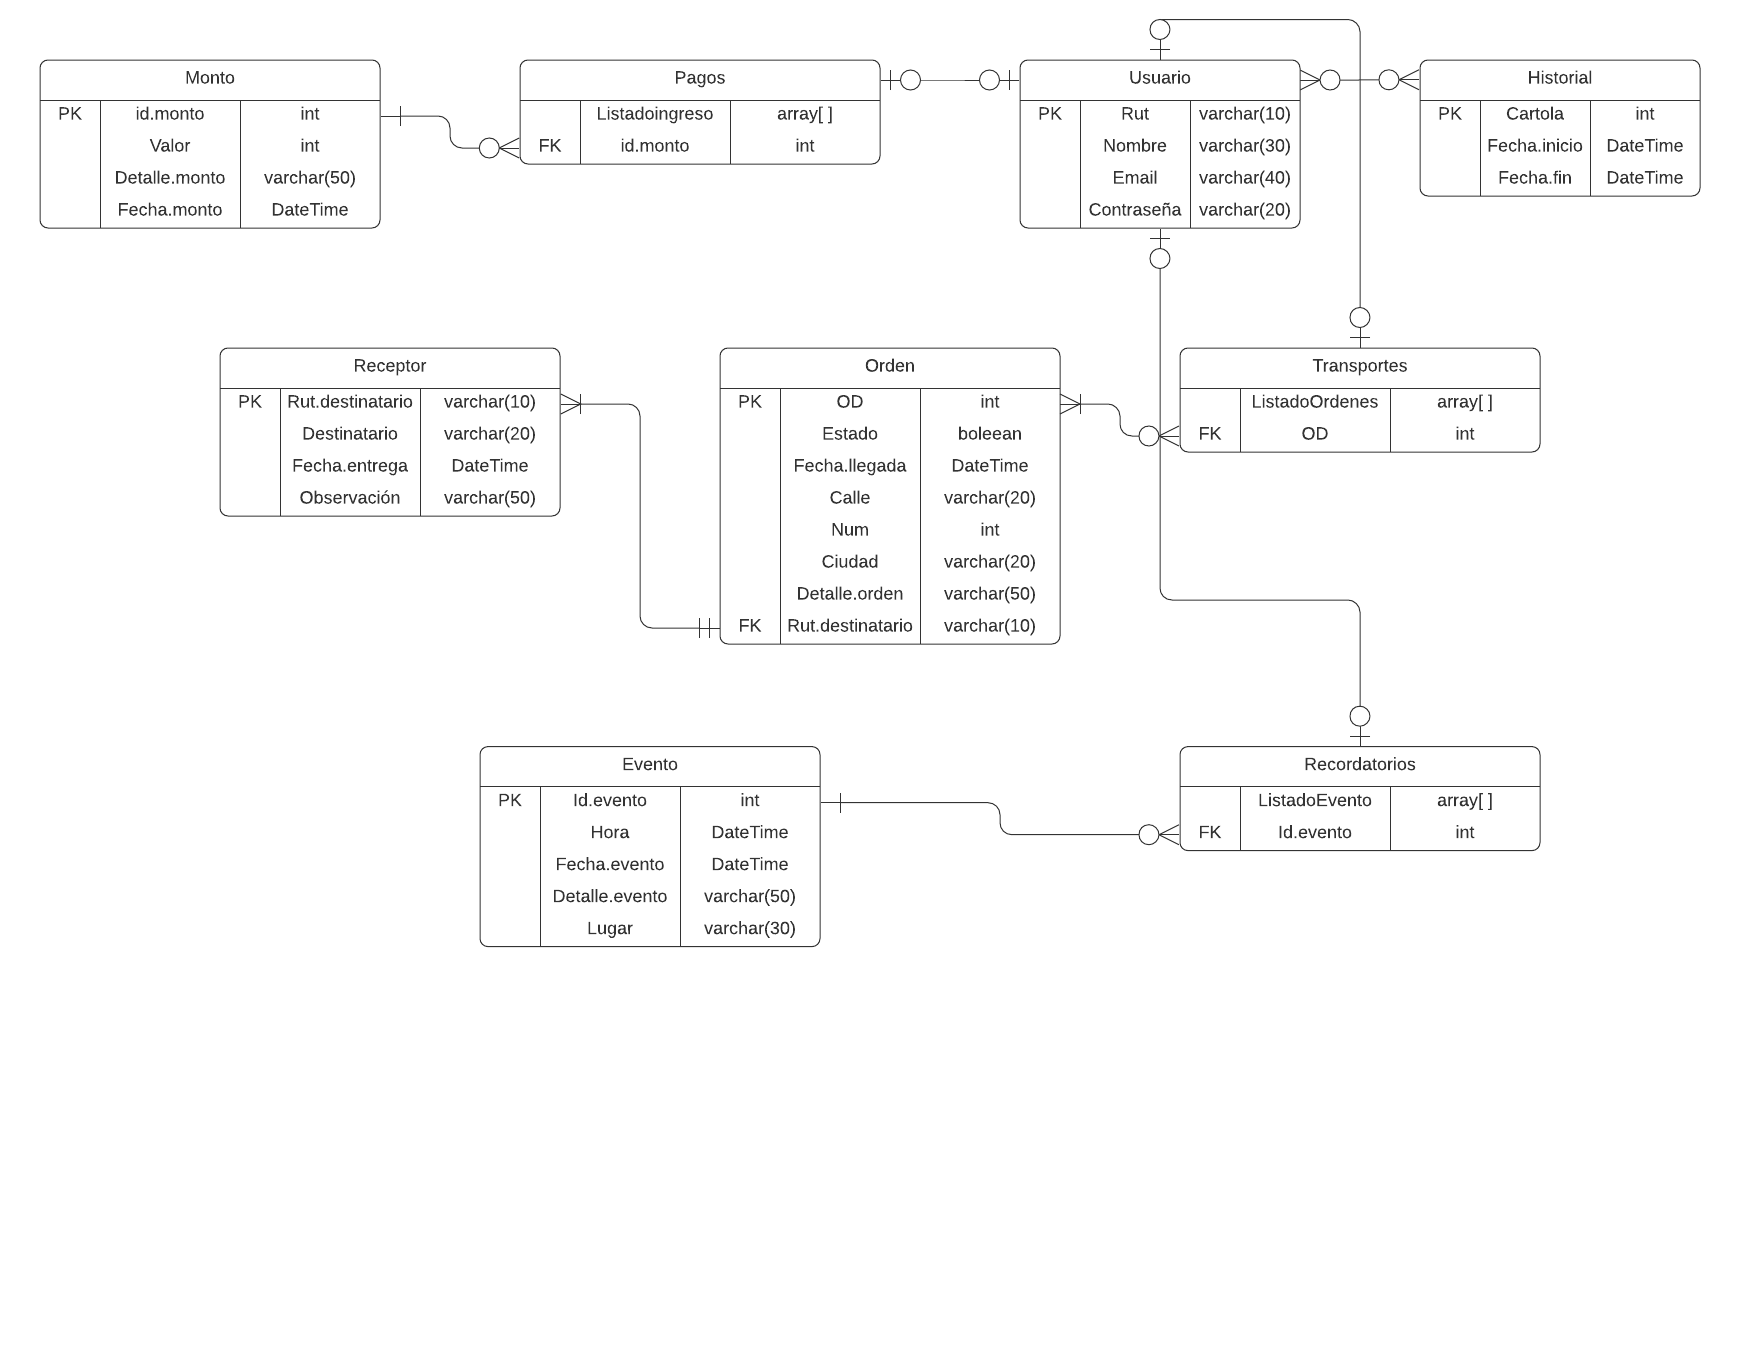 Monto
PK id.monto int
Valor int
Detalle.monto varchar(50)
Fecha.monto DateTime
Pagos
Listadoingreso array[ ]
FK id.monto int
Usuario
PK Rut varchar(10)
Nombre varchar(30)
Email varchar(40)
Contraseña varchar(20)
Historial
PK Cartola int
Fecha.inicio DateTime
Fecha.fin DateTime
Receptor
PK Rut.destinatario varchar(10)
Destinatario varchar(20)
Fecha.entrega DateTime
Observación varchar(50)
Orden
PK OD int
Estado boleean
Fecha.llegada DateTime
Calle varchar(20)
Num int
Ciudad varchar(20)
Detalle.orden varchar(50)
FK Rut.destinatario varchar(10)
Transportes
ListadoOrdenes array[ ]
FK OD int
Evento
PK Id.evento int
Hora DateTime
Fecha.evento DateTime
Detalle.evento varchar(50)
Lugar varchar(30)
Recordatorios
ListadoEvento array[ ]
FK Id.evento int